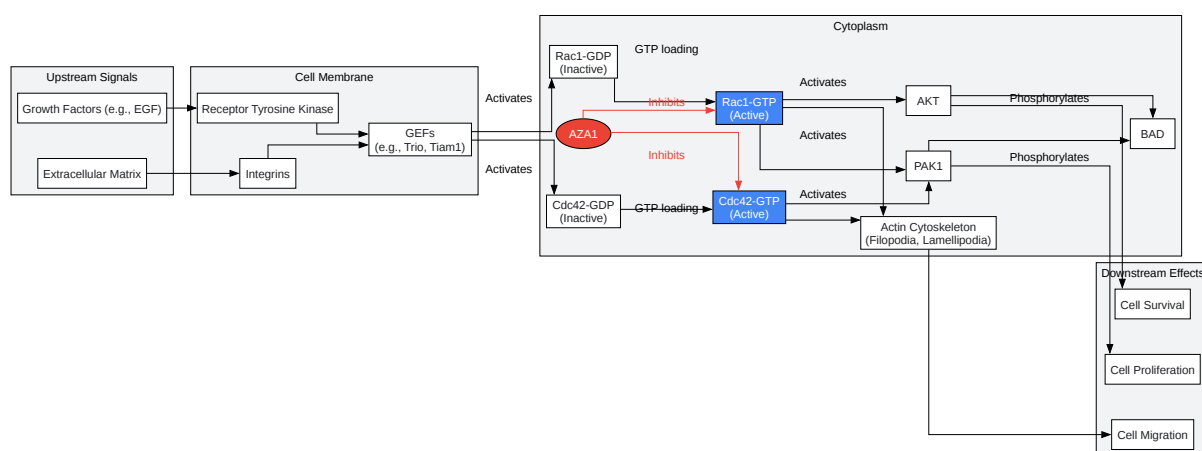 Cytoplasm
Upstream Signals
Growth Factors (e.g., EGF)
Extracellular Matrix
Cell Membrane
Receptor Tyrosine Kinase
Integrins
GEFs
(e.g., Trio, Tiam1)
Activates
Activates
Rac1-GDP
(Inactive)
GTP loading
AZA1
Inhibits
Inhibits
Cdc42-GDP
(Inactive)
GTP loading
Rac1-GTP
(Active)
Cdc42-GTP
(Active)
Activates
Activates
Activates
AKT
PAK1
Actin Cytoskeleton
(Filopodia, Lamellipodia)
Phosphorylates
Phosphorylates
BAD
Downstream Effects
Cell Survival
Cell Proliferation
Cell Migration